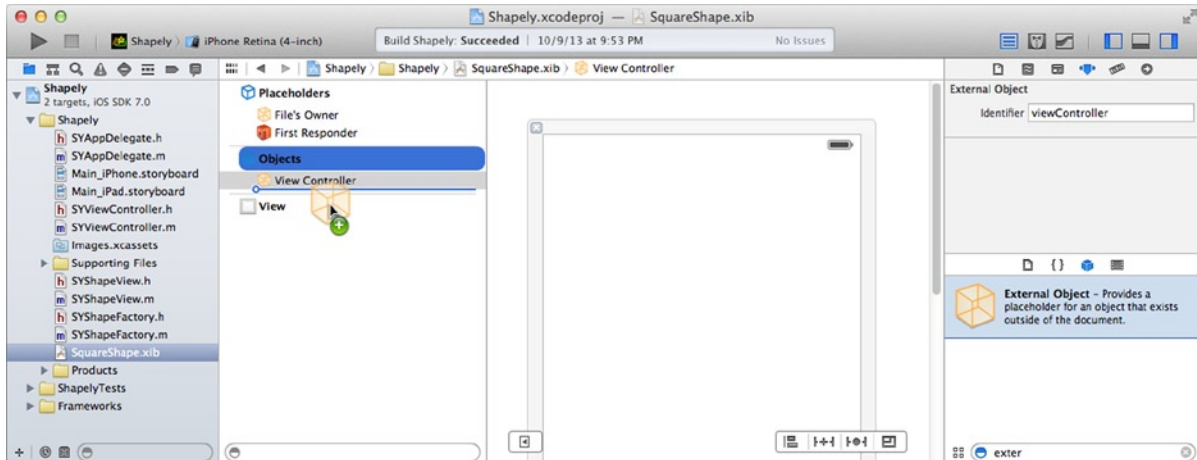 Shapely.xcodeproj — SquareShape.xib
Shapely
iPhone Retina (4-inch)
Build Shapely: Succeeded | 10/9/13 at 9:53 PM
No Issues
Shapely
Shapely
SquareShape.xib
View Controller
Shapely
2 targets, iOS SDK 7.0
Shapely
h SYAppDelegate.h
m SYAppDelegate.m
Main_iPhone.storyboard
Main_iPad.storyboard
h SYViewController.h
m SYViewController.m
Images.xcassets
Supporting Files
h SYShapeView.h
m SYShapeView.m
h SYShapeFactory.h
m SYShapeFactory.m
SquareShape.xib
Products
ShapelyTests
Frameworks
Placeholders
File's Owner
First Responder
Objects
View Controller
View
External Object
Identifier viewController
External Object – Provides a
placeholder for an object that exists
outside of the document.
exter